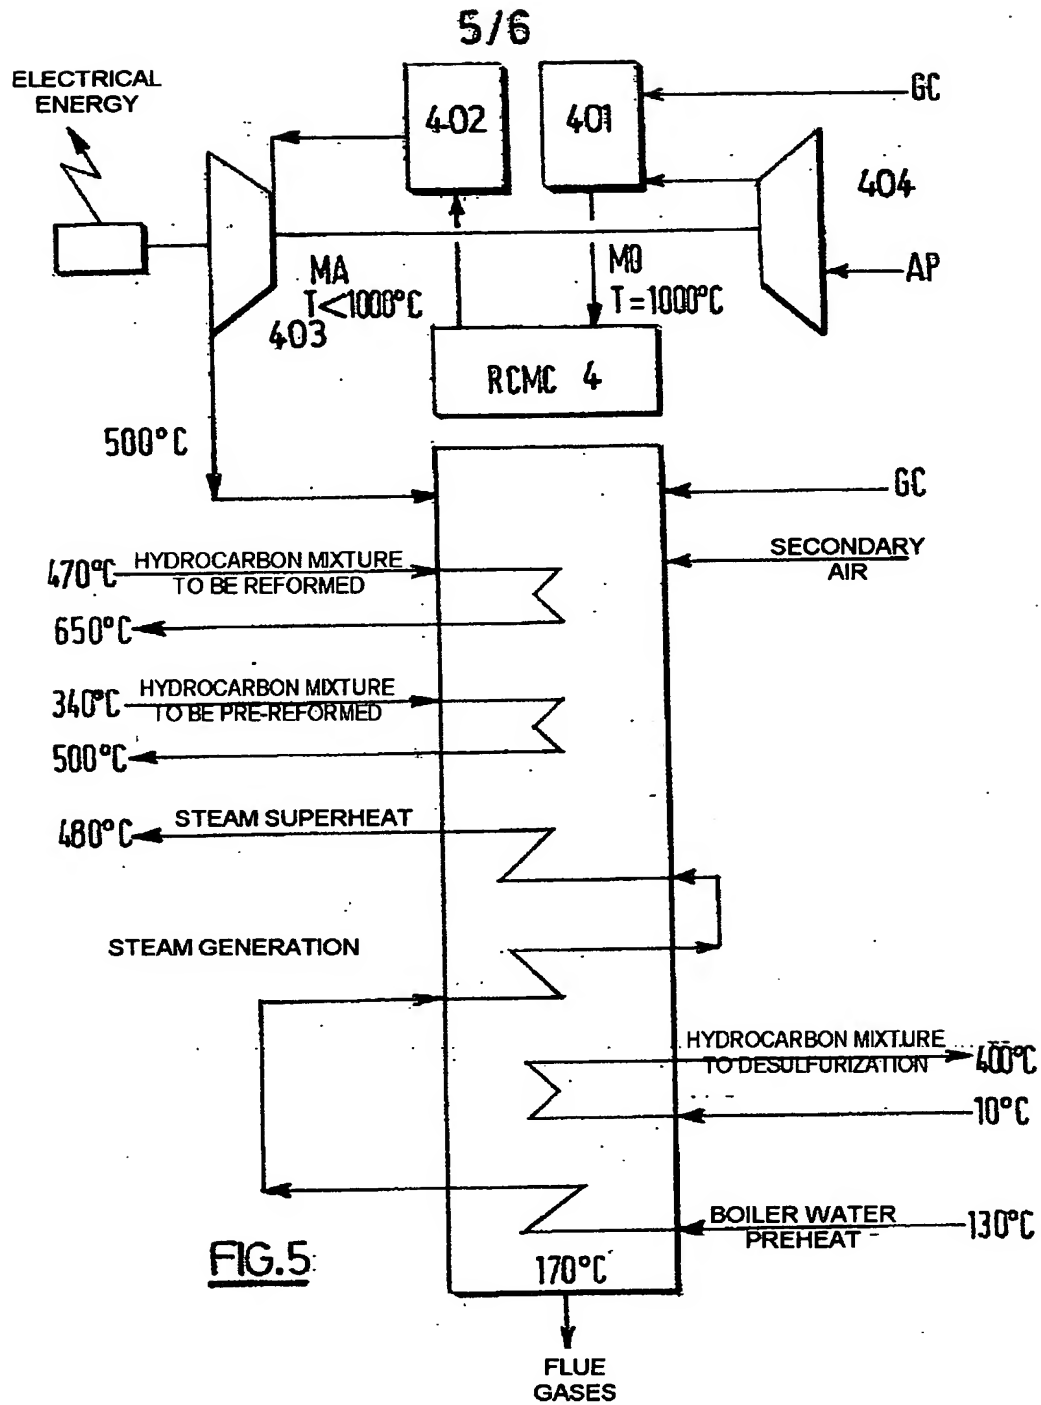 5/6
ELECTRICAL
ENERGY
402
401
GC
404
MA
T<1000°C
403
MO
T=1000°C
AP
RCMC 4
500°C
GC
470°C
HYDROCARBON MIXTURE
TO BE REFORMED
SECONDARY
AIR
650°C
340°C
HYDROCARBON MIXTURE
TO BE PRE-REFORMED
500°C
480°C
STEAM SUPERHEAT
STEAM GENERATION
HYDROCARBON MIXTURE
TO DESULFURIZATION
400°C
10°C
BOILER WATER
PREHEAT
130°C
FIG.5
170°C
FLUE
GASES